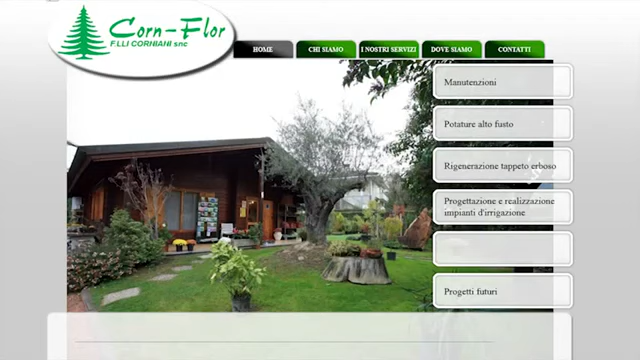 Corn-Flor
F.LLI CORNIANI snc
HOME
CHI SIAMO
I NOSTRI SERVIZI
DOVE SIAMO
CONTATTI
Manutenzioni
Potature alto fusto
Rigenerazione tappeto erboso
Progettazione e realizzazione
impianti d'irrigazione
Progetti futuri